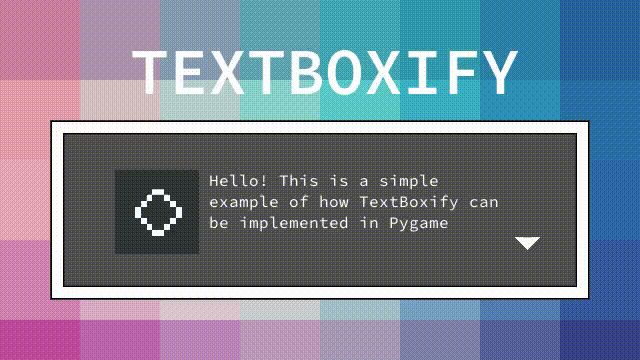 TEXTBOXIFY
Hello! This is a simple
example of how TextBoxify can
be implemented in Pygame